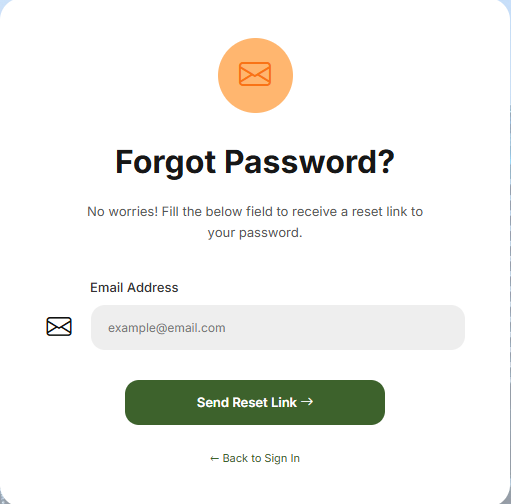 Forgot Password?
No worries! Fill the below field to receive a reset link to
your password.
Email Address
example@email.com
Send Reset Link →
← Back to Sign In